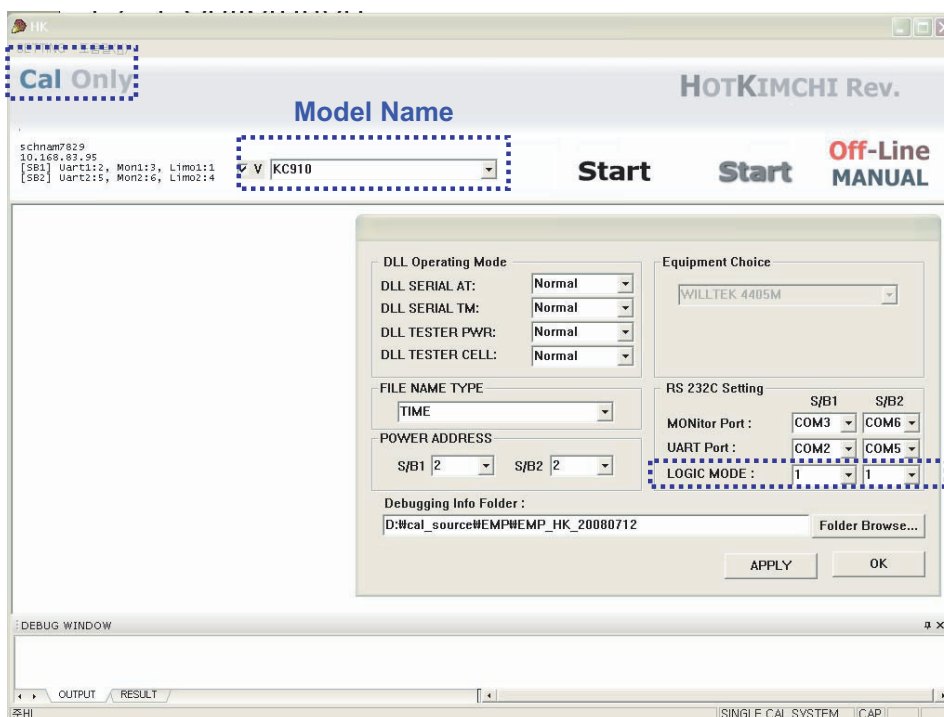 HK
Cal Only
HOTKIMCHI Rev.
Model Name
schnam7829
10.168.83.95
[SB1] Uart1:2, Mon1:3, Limo1:1
[SB2] Uart2:5, Mon2:6, Limo2:4
V KC910
Start
Start
Off-Line
MANUAL
DLL Operating Mode
DLL SERIAL AT: Normal
DLL SERIAL TM: Normal
DLL TESTER PWR: Normal
DLL TESTER CELL: Normal
Equipment Choice
WILLTEK 4405M
FILE NAME TYPE
TIME
RS 232C Setting
S/B1 S/B2
MONitor Port : COM3 COM6
UART Port : COM2 COM5
LOGIC MODE : 1 1
POWER ADDRESS
S/B1 2 S/B2 2
Debugging Info Folder :
D:₩cal_source₩EMP₩EMP_HK_20080712
Folder Browse...
APPLY OK
DEBUG WINDOW
OUTPUT RESULT
준비 SINGLE CAL SYSTEM CAP